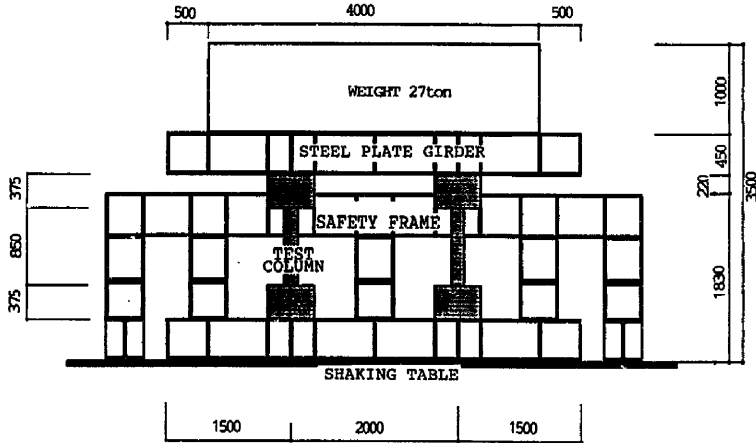 500 4000 500
WEIGHT 27ton
1000
STEEL PLATE GIRDER
450
220
3500
375
SAFETY FRAME
850
TEST
COLUMN
1830
375
SHAKING TABLE
1500 2000 1500